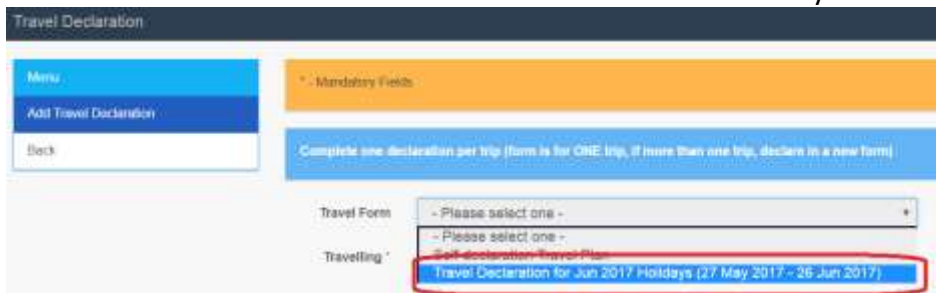 Travel Declaration
Menu
Add Travel Declaration
Back
* - Mandatory Fields
Complete one declaration per trip (form is for ONE trip, if more than one trip, declare in a new form)
Travel Form
- Please select one -
- Please select one -
Travelling *
Self-declaration Travel Plan
Travel Declaration for Jun 2017 Holidays (27 May 2017 - 26 Jun 2017)